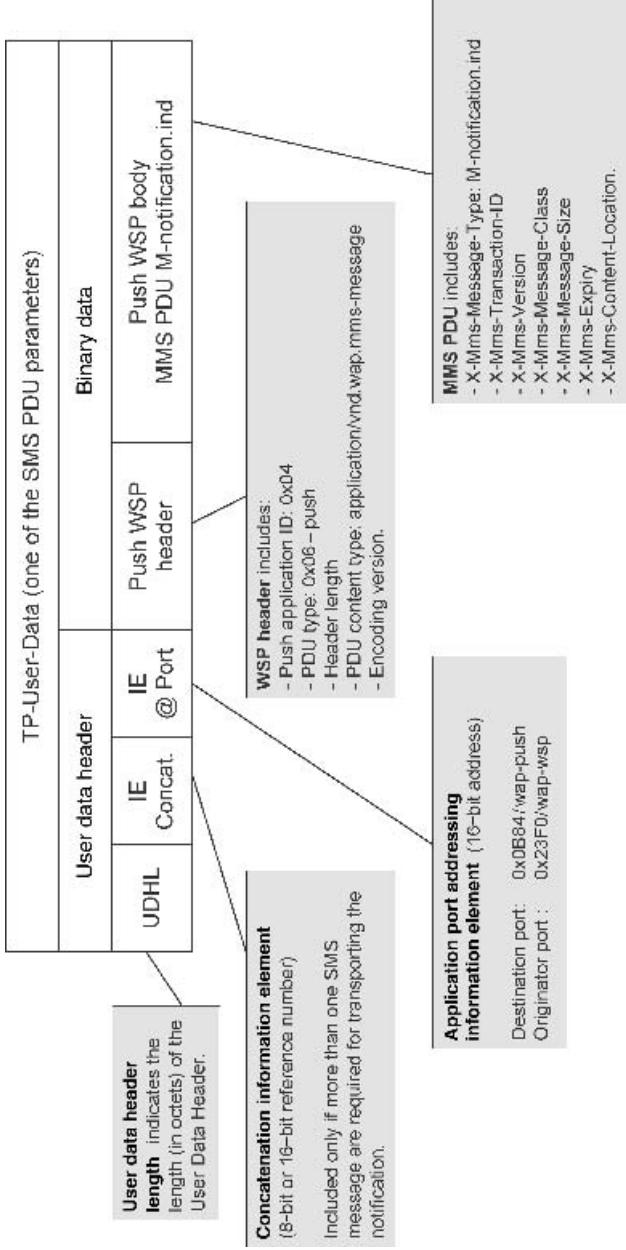 TP-User-Data (one of the SMS PDU parameters)
User data header
Binary data
UDHL
IE
Concat.
IE
@ Port
Push WSP
header
Push WSP body
MMS PDU M-notification.ind
User data header
length indicates the
length (in octets) of the
User Data Header.
Concatenation information element
(8-bit or 16-bit reference number)
Included only if more than one SMS
message are required for transporting the
notification.
Application port addressing
information element (16-bit address)
Destination port: 0x0B84/wap-push
Originator port : 0x23F0/wap-wsp
WSP header includes:
- Push application ID: 0x04
- PDU type: 0x06 – push
- Header length
- PDU content type: application/vnd.wap.mms-message
- Encoding version.
MMS PDU includes:
- X-Mms-Message-Type: M-notification.ind
- X-Mms-Transaction-ID
- X-Mms-Version
- X-Mms-Message-Class
- X-Mms-Message-Size
- X-Mms-Expiry
- X-Mms-Content-Location.